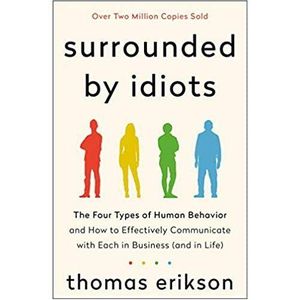 Over Two Million Copies Sold
surrounded
by idiots
The Four Types of Human Behavior
and How to Effectively Communicate
with Each in Business (and in Life)
thomas erikson